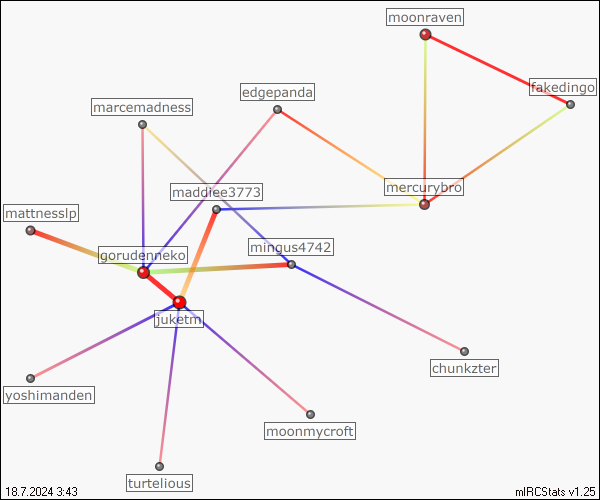 moonraven
fakedingo
edgepanda
marcemadness
maddiee3773
mercurybro
mattnesslp
gorudenneko
mingus4742
juketm
chunkzter
yoshimanden
moonmycroft
turtelious
18.7.2024 3:43
mIRCStats v1.25